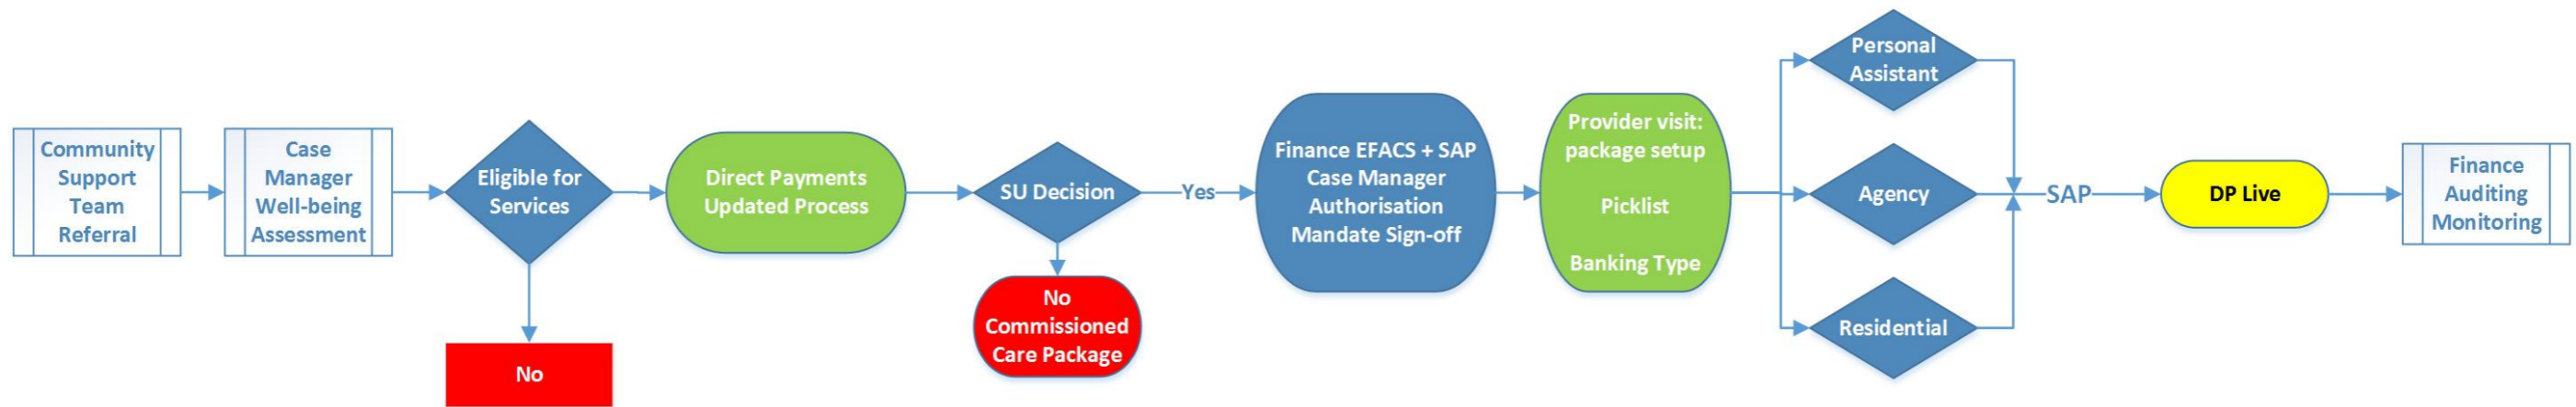 Community
Support
Team
Referral
Case
Manager
Well-being
Assessment
Eligible for
Services
No
Direct Payments
Updated Process
SU Decision
No
Commissioned
Care Package
Yes
Finance EFACS + SAP
Case Manager
Authorisation
Mandate Sign-off
Provider visit:
package setup
Picklist
Banking Type
Personal
Assistant
Agency
Residential
SAP
DP Live
Finance
Auditing
Monitoring